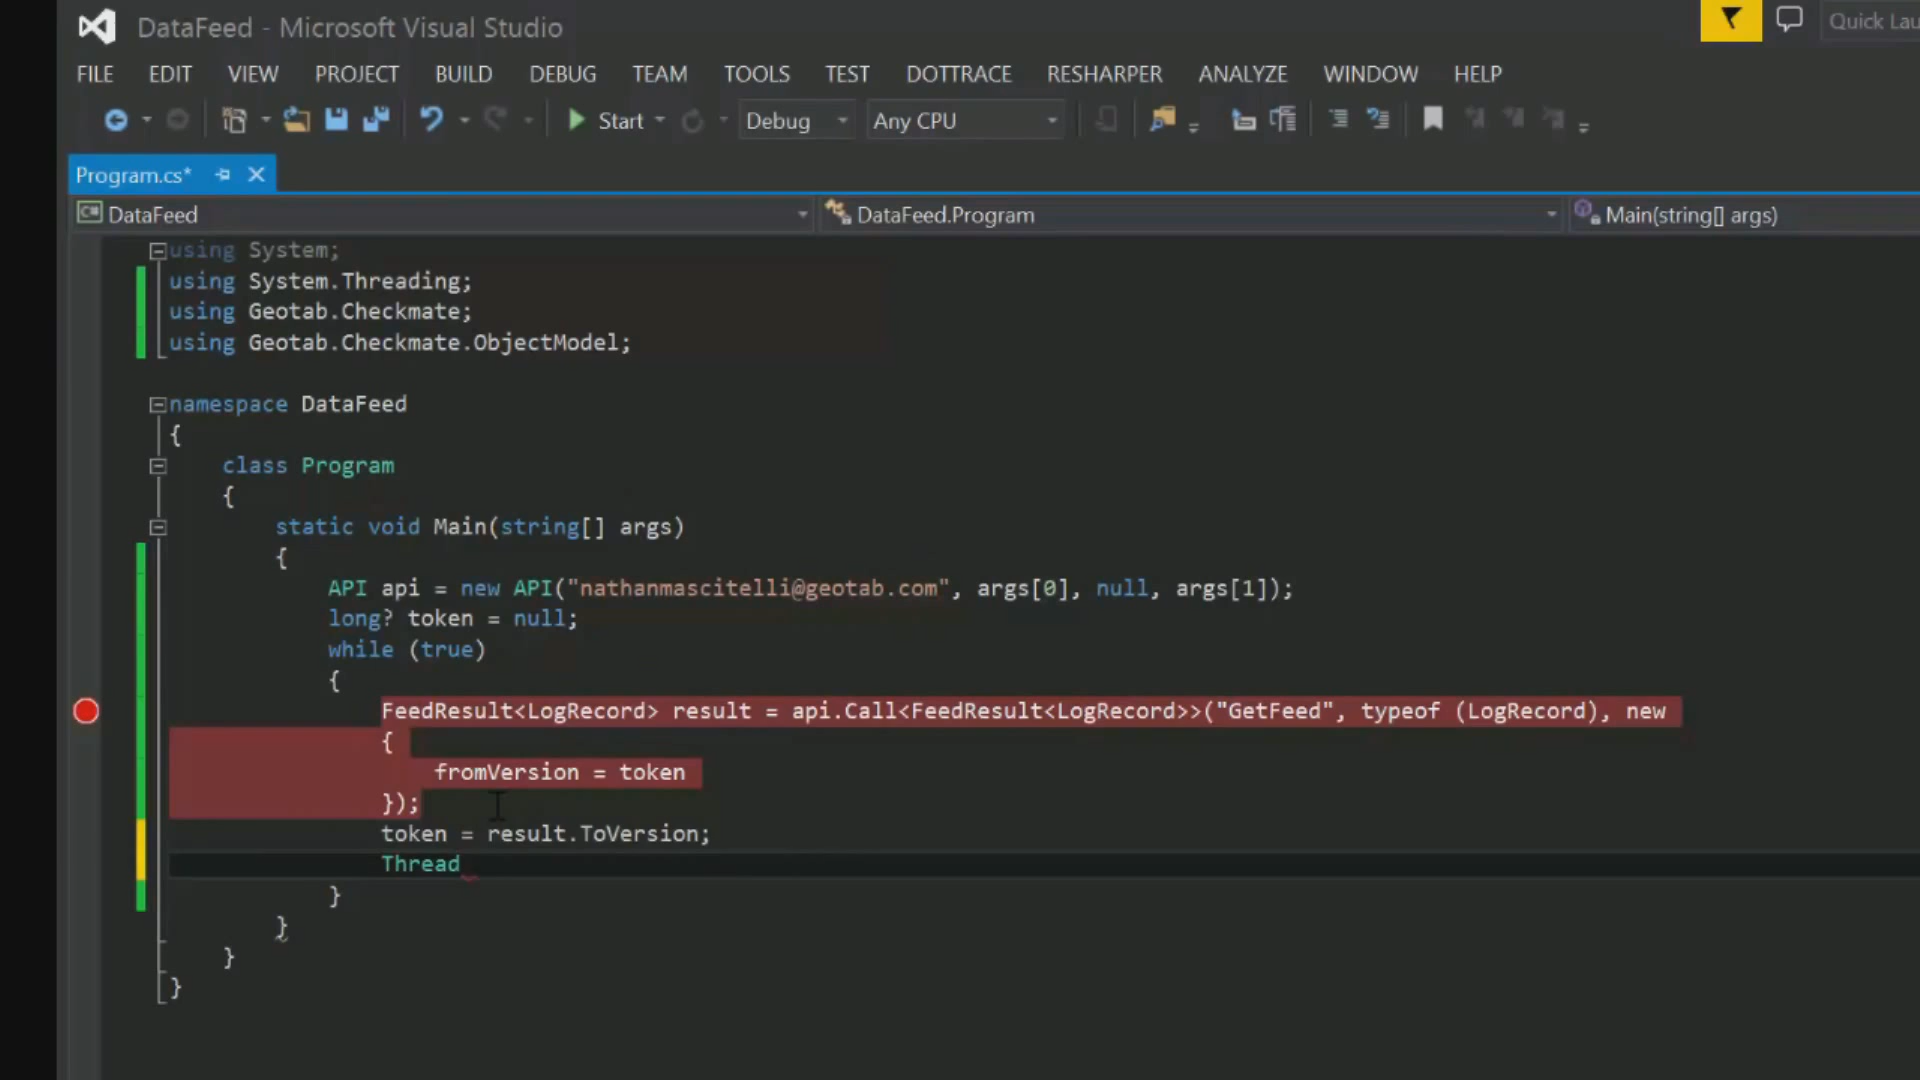 DataFeed - Microsoft Visual Studio
Quick Lau
FILE EDIT VIEW PROJECT BUILD DEBUG TEAM TOOLS TEST DOTTRACE RESHARPER ANALYZE WINDOW HELP
Start Debug Any CPU
Program.cs*
C# DataFeed DataFeed.Program Main(string[] args)
using System;
using System.Threading;
using Geotab.Checkmate;
using Geotab.Checkmate.ObjectModel;
namespace DataFeed
{
class Program
{
static void Main(string[] args)
{
API api = new API("nathanmascitelli@geotab.com", args[0], null, args[1]);
long? token = null;
while (true)
{
FeedResult<LogRecord> result = api.Call<FeedResult<LogRecord>>("GetFeed", typeof (LogRecord), new
{
fromVersion = token
});
token = result.ToVersion;
Thread
}
}
}
}